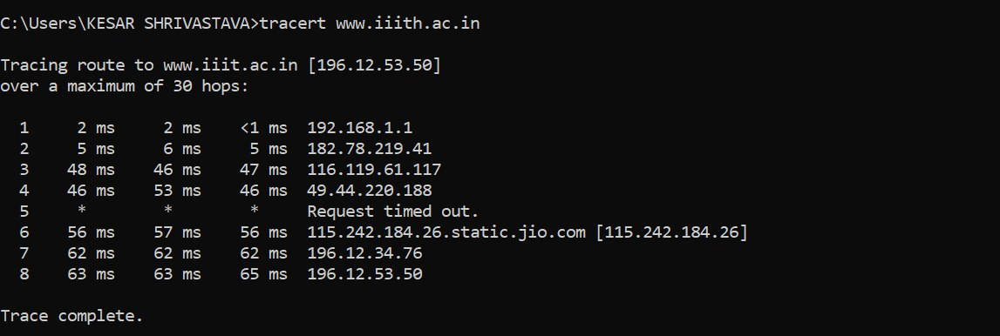 C:\Users\KESAR SHRIVASTAVA>tracert www.iiith.ac.in
Tracing route to www.iiit.ac.in [196.12.53.50]
over a maximum of 30 hops:
1 2 ms 2 ms <1 ms 192.168.1.1
2 5 ms 6 ms 5 ms 182.78.219.41
3 48 ms 46 ms 47 ms 116.119.61.117
4 46 ms 53 ms 46 ms 49.44.220.188
5 * * * Request timed out.
6 56 ms 57 ms 56 ms 115.242.184.26.static.jio.com [115.242.184.26]
7 62 ms 62 ms 62 ms 196.12.34.76
8 63 ms 63 ms 65 ms 196.12.53.50
Trace complete.